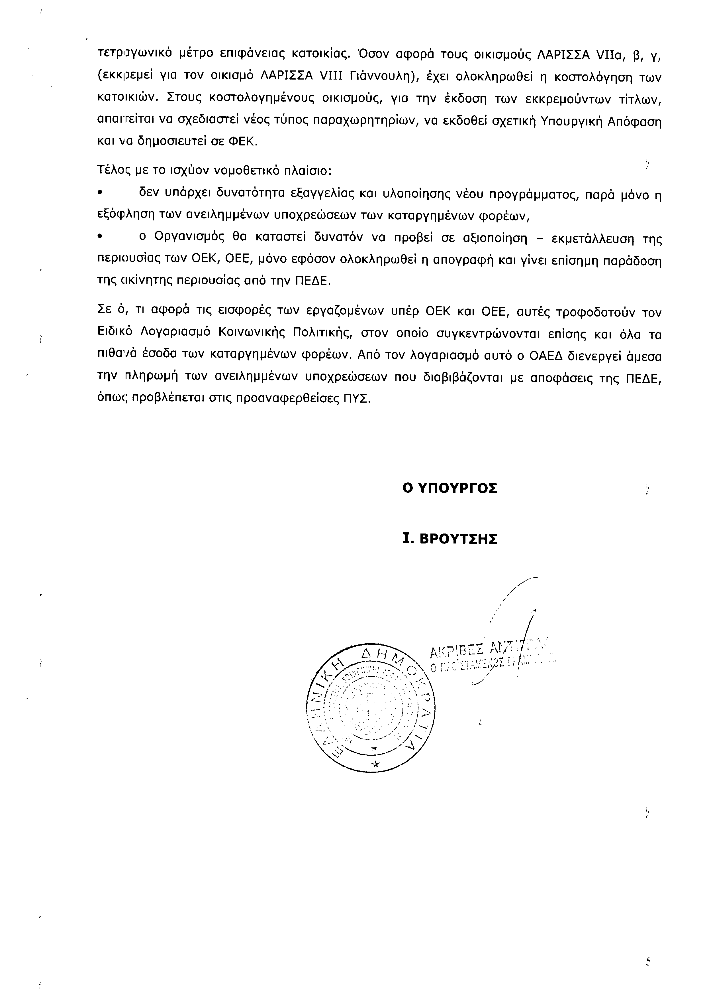 τετραγωνικό μέτρο επιφάνειας κατοικίας. Όσον αφορά τους οικισμούς ΛΑΡΙΣΣΑ VIIα, β, γ,
(εκκρεμεί για τον οικισμό ΛΑΡΙΣΣΑ VIII Γιάννουλη), έχει ολοκληρωθεί η κοστολόγηση των
κατοικιών. Στους κοστολογημένους οικισμούς, για την έκδοση των εκκρεμούντων τίτλων,
απαιτείται να σχεδιαστεί νέος τύπος παραχωρητηρίων, να εκδοθεί σχετική Υπουργική Απόφαση
και να δημοσιευτεί σε ΦΕΚ.
Τέλος με το ισχύον νομοθετικό πλαίσιο:
• δεν υπάρχει δυνατότητα εξαγγελίας και υλοποίησης νέου προγράμματος, παρά μόνο η
εξόφληση των ανειλημμένων υποχρεώσεων των καταργημένων φορέων,
• ο Οργανισμός θα καταστεί δυνατόν να προβεί σε αξιοποίηση – εκμετάλλευση της
περιουσίας των ΟΕΚ, ΟΕΕ, μόνο εφόσον ολοκληρωθεί η απογραφή και γίνει επίσημη παράδοση
της ακίνητης περιουσίας από την ΠΕΔΕ.
Σε ό, τι αφορά τις εισφορές των εργαζομένων υπέρ ΟΕΚ και ΟΕΕ, αυτές τροφοδοτούν τον
Ειδικό Λογαριασμό Κοινωνικής Πολιτικής, στον οποίο συγκεντρώνονται επίσης και όλα τα
πιθανά έσοδα των καταργημένων φορέων. Από τον λογαριασμό αυτό ο ΟΑΕΔ διενεργεί άμεσα
την πληρωμή των ανειλημμένων υποχρεώσεων που διαβιβάζονται με αποφάσεις της ΠΕΔΕ,
όπως προβλέπεται στις προαναφερθείσες ΠΥΣ.
Ο ΥΠΟΥΡΓΟΣ
Ι. ΒΡΟΥΤΣΗΣ
ΑΚΡΙΒΕΣ
Ο ΠΡΟΪΣΤΑΜΕΝΟΣ
ΕΛΛΗΝΙΚΗ ΔΗΜΟΚΡΑΤΙΑ
5